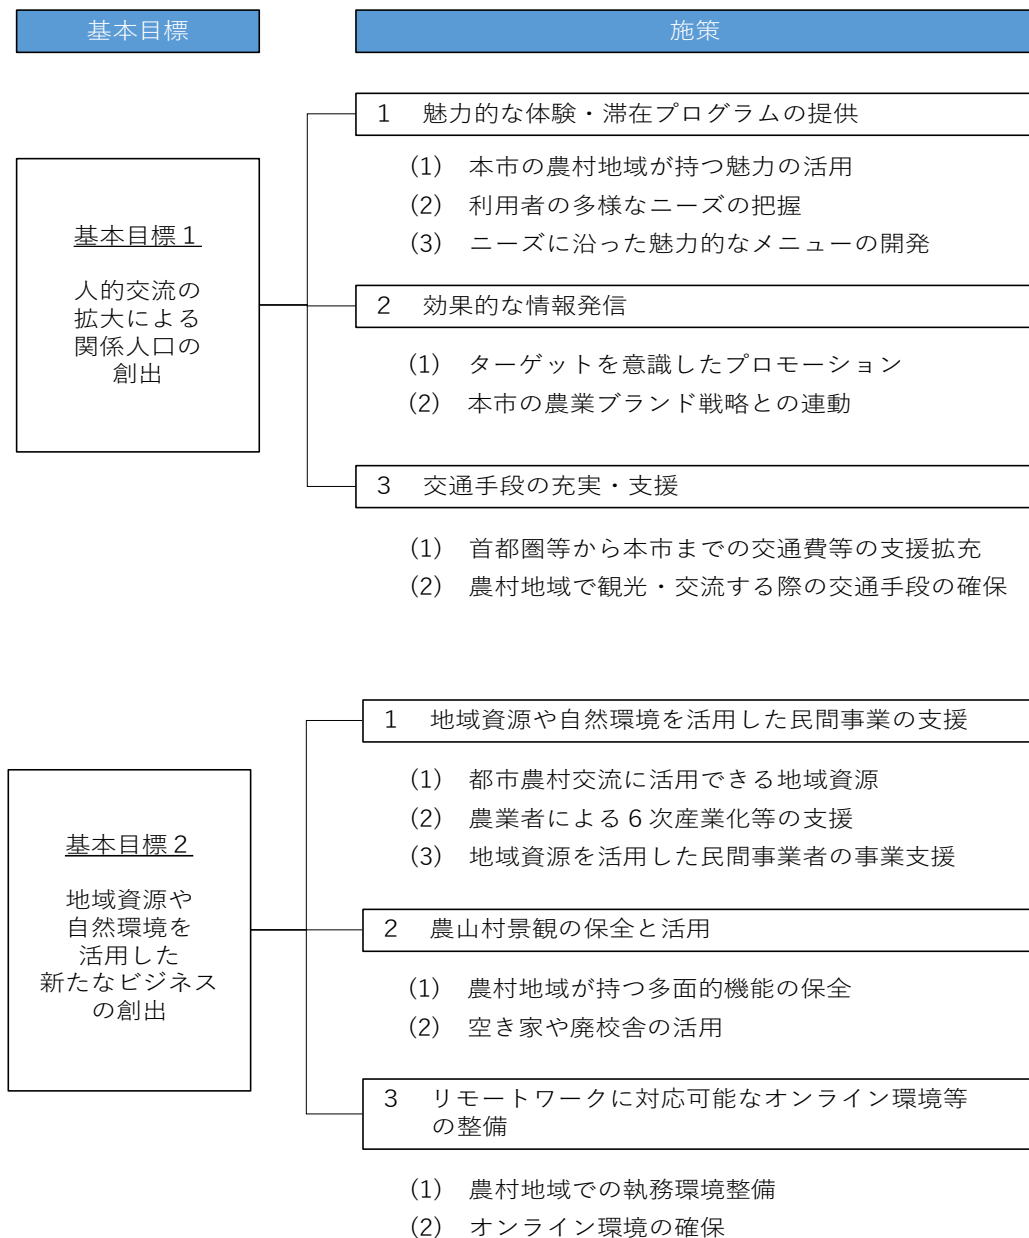 基本目標
施策
基本目標１
人的交流の
拡大による
関係人口の
創出
1 魅力的な体験・滞在プログラムの提供
(1) 本市の農村地域が持つ魅力の活用
(2) 利用者の多様なニーズの把握
(3) ニーズに沿った魅力的なメニューの開発
2 効果的な情報発信
(1) ターゲットを意識したプロモーション
(2) 本市の農業ブランド戦略との連動
3 交通手段の充実・支援
(1) 首都圏等から本市までの交通費等の支援拡充
(2) 農村地域で観光・交流する際の交通手段の確保
基本目標２
地域資源や
自然環境を
活用した
新たなビジネス
の創出
1 地域資源や自然環境を活用した民間事業の支援
(1) 都市農村交流に活用できる地域資源
(2) 農業者による６次産業化等の支援
(3) 地域資源を活用した民間事業者の事業支援
2 農山村景観の保全と活用
(1) 農村地域が持つ多面的機能の保全
(2) 空き家や廃校舎の活用
3 リモートワークに対応可能なオンライン環境等
の整備
(1) 農村地域での執務環境整備
(2) オンライン環境の確保